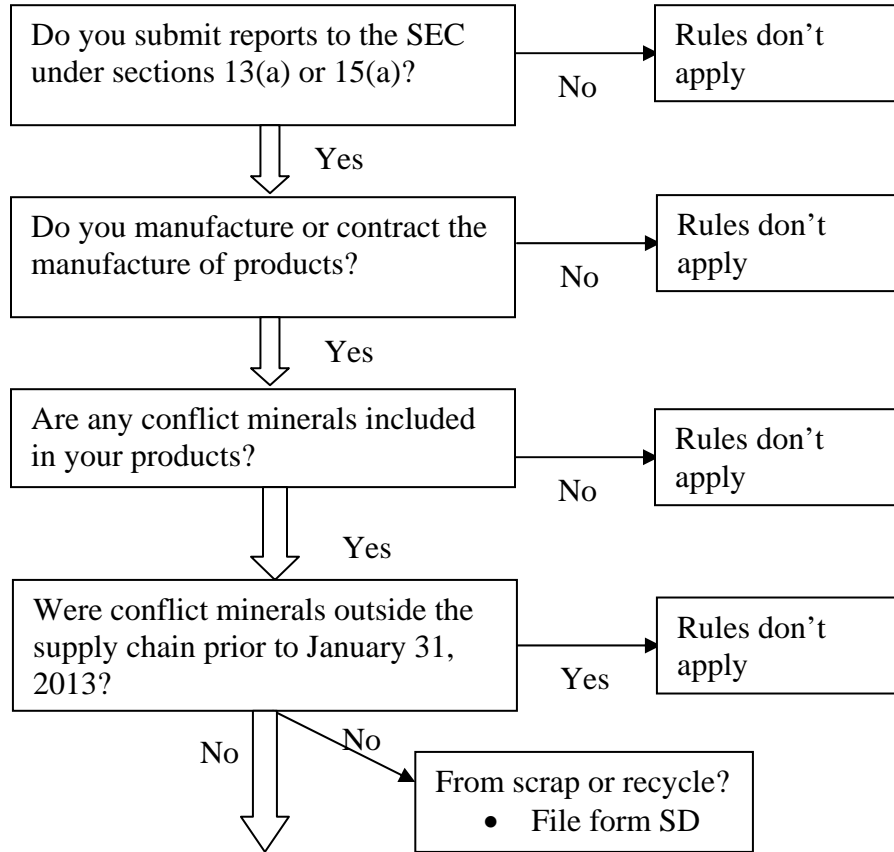 Do you submit reports to the SEC
under sections 13(a) or 15(a)?
Rules don’t
apply
No
Yes
Do you manufacture or contract the
manufacture of products?
Rules don’t
apply
No
Yes
Are any conflict minerals included
in your products?
Rules don’t
apply
No
Yes
Were conflict minerals outside the
supply chain prior to January 31,
2013?
Rules don’t
apply
Yes
No
No
From scrap or recycle?
• File form SD